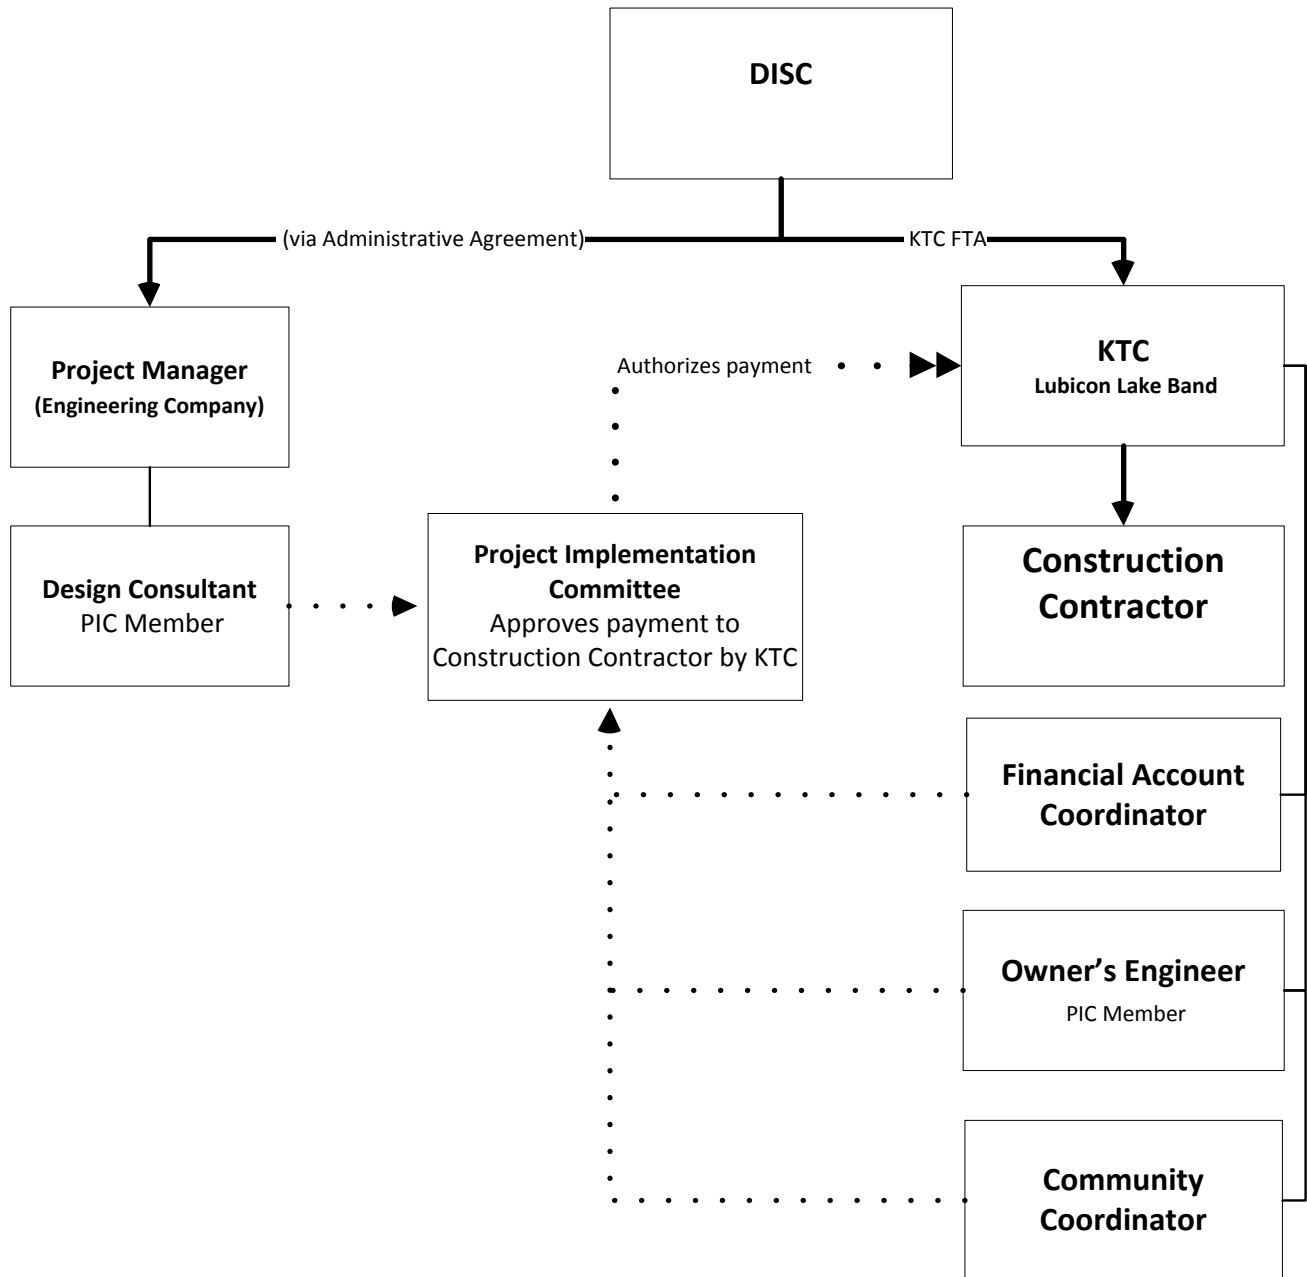 DISC
(via Administrative Agreement)
KTC FTA
Project Manager
(Engineering Company)
Authorizes payment
KTC
Lubicon Lake Band
Design Consultant
PIC Member
Project Implementation
Committee
Approves payment to
Construction Contractor by KTC
Construction
Contractor
Financial Account
Coordinator
Owner’s Engineer
PIC Member
Community
Coordinator